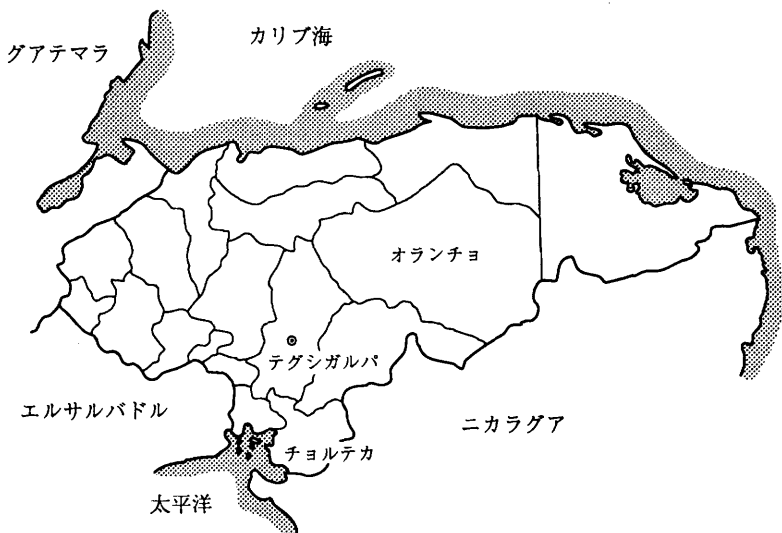 カリブ海
グアテマラ
オランチョ
テグシガルパ
エルサルバドル
ニカラグア
チョルテカ
太平洋